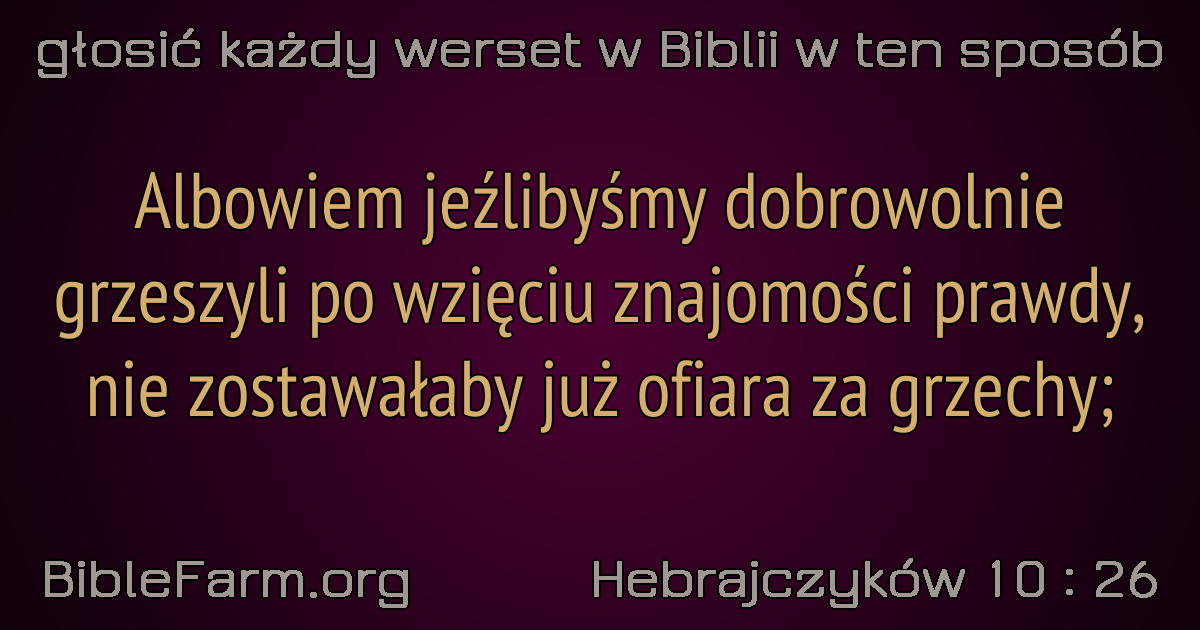 głosić każdy werset w Biblii w ten sposób
Albowiem jeźlibyśmy dobrowolnie
grzeszyli po wzięciu znajomości prawdy,
nie zostawałaby już ofiara za grzechy;
BibleFarm.org
Hebrajczyków 10 : 26